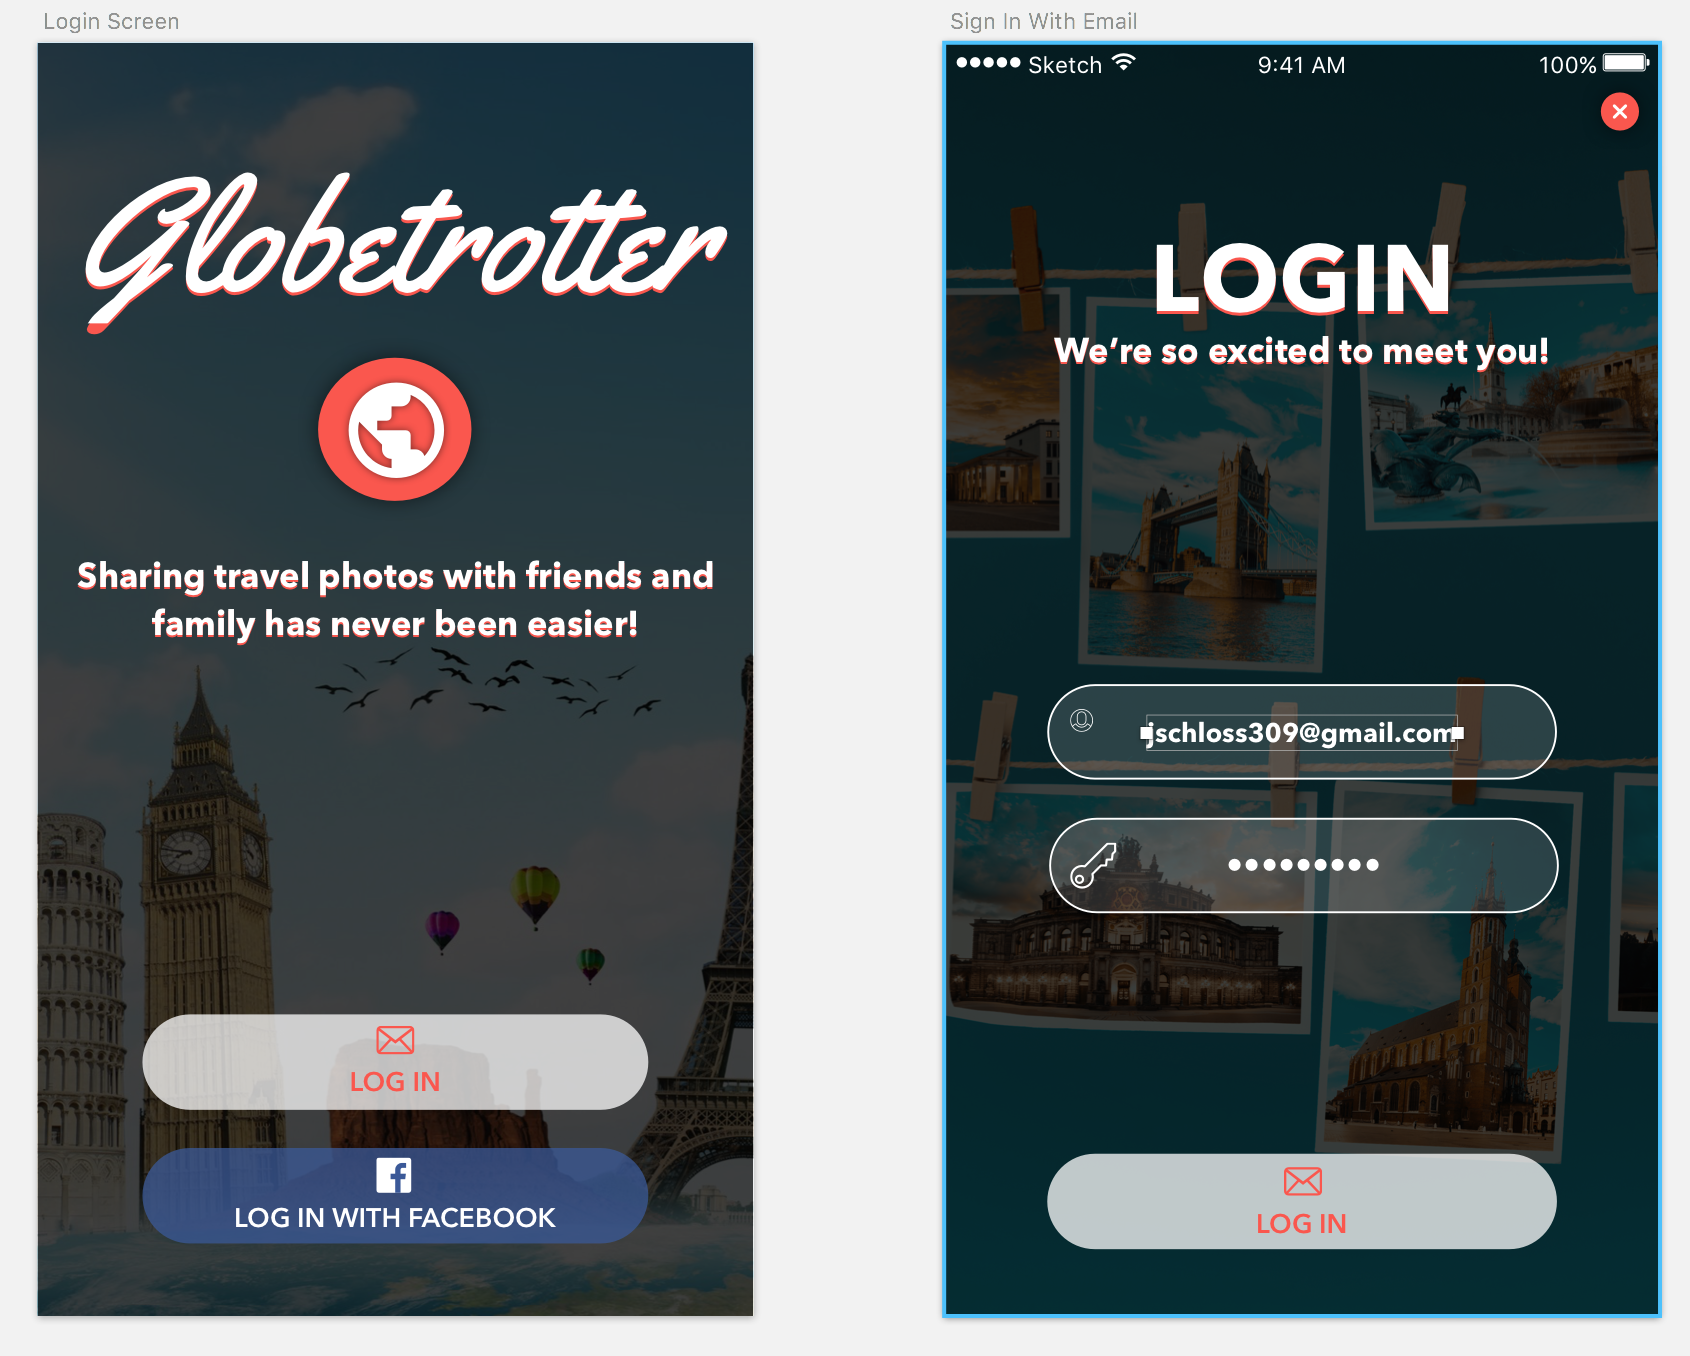 Login Screen
Globetrotter
Sharing travel photos with friends and
family has never been easier!
LOG IN
LOG IN WITH FACEBOOK
Sign In With Email
●●●●● Sketch 9:41 AM 100%
LOGIN
We’re so excited to meet you!
jschloss309@gmail.com
●●●●●●●●●
LOG IN